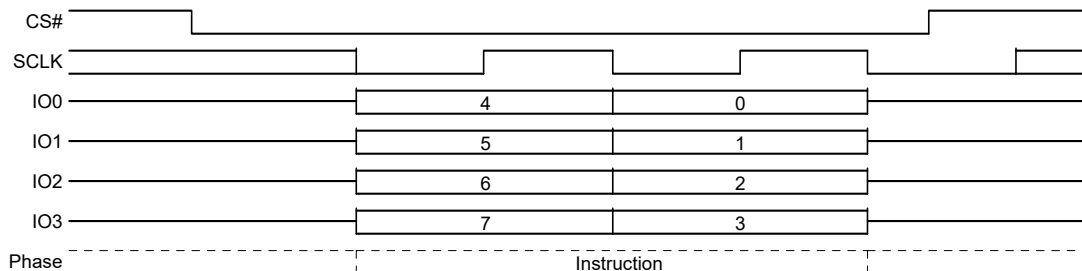 CS#
SCLK
IO0 4 0
IO1 5 1
IO2 6 2
IO3 7 3
Phase Instruction